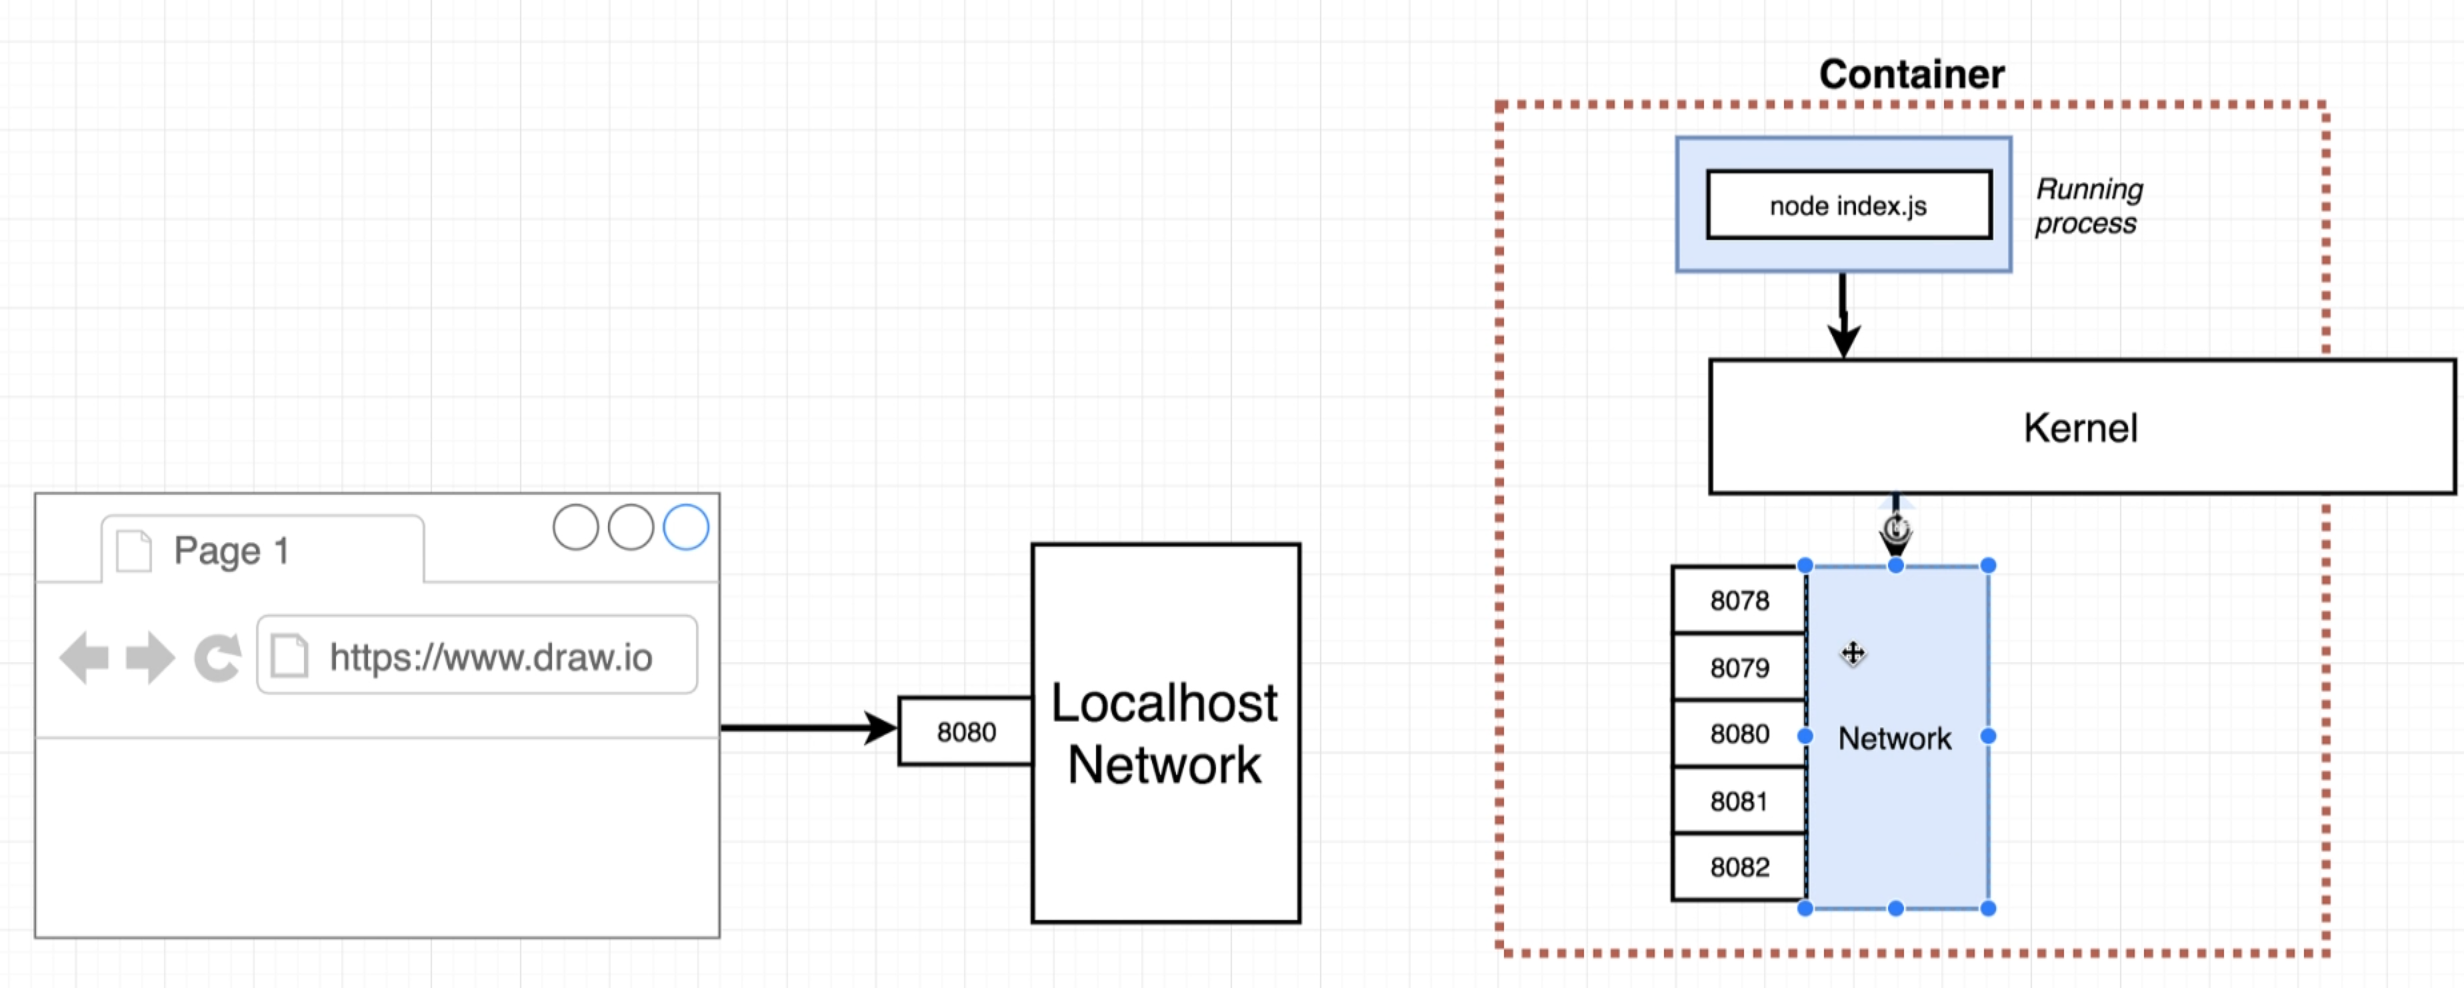 Container
node index.js
Running
process
Kernel
Page 1
https://www.draw.io
8080
Localhost
Network
8078
8079
8080
8081
8082
Network